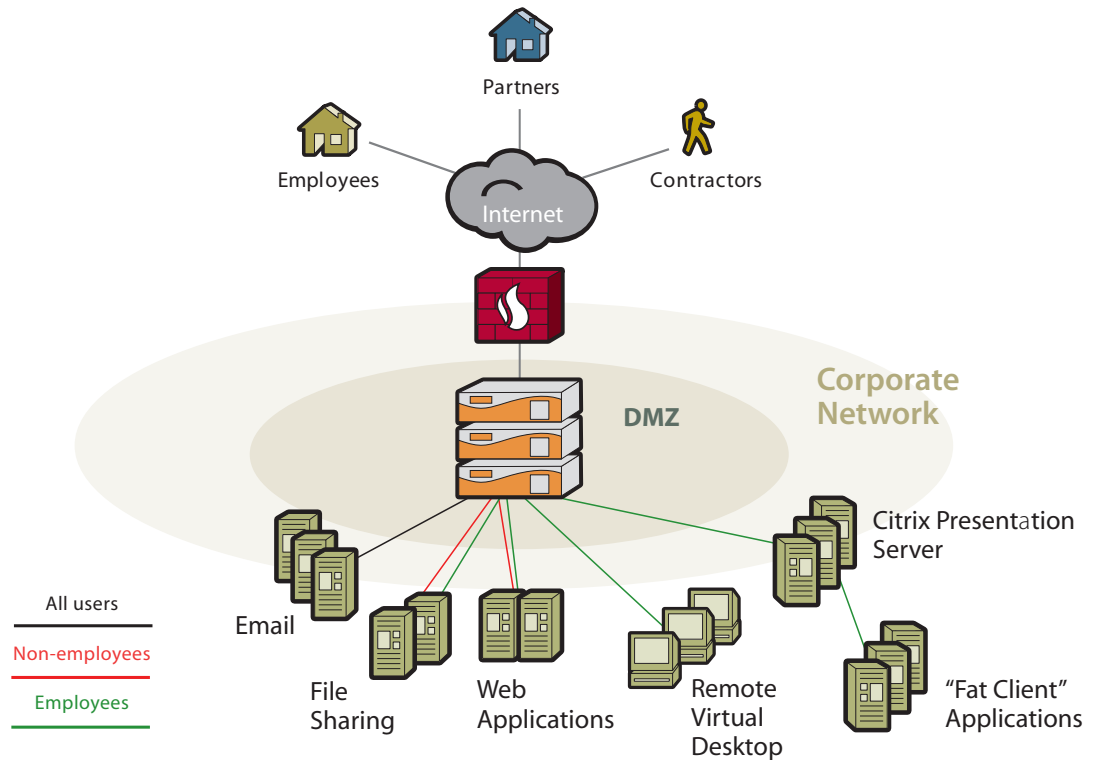 Partners
Employees
Contractors
Internet
Corporate
Network
DMZ
Citrix Presentation
Server
Email
File
Sharing
Web
Applications
Remote
Virtual
Desktop
“Fat Client”
Applications
All users
Non-employees
Employees